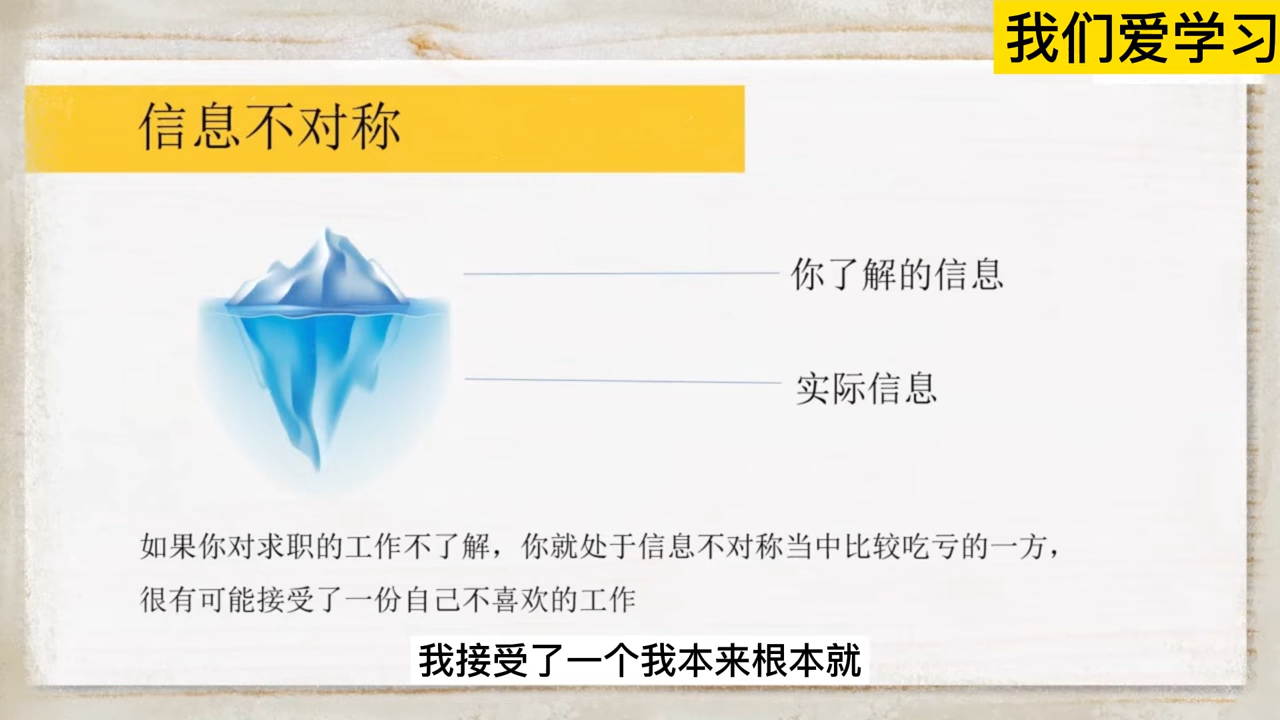 我们爱学习
信息不对称
你了解的信息
实际信息
如果你对求职的工作不了解，你就处于信息不对称当中比较吃亏的一方，
很有可能接受了一份自己不喜欢的工作
我接受了一个我本来根本就